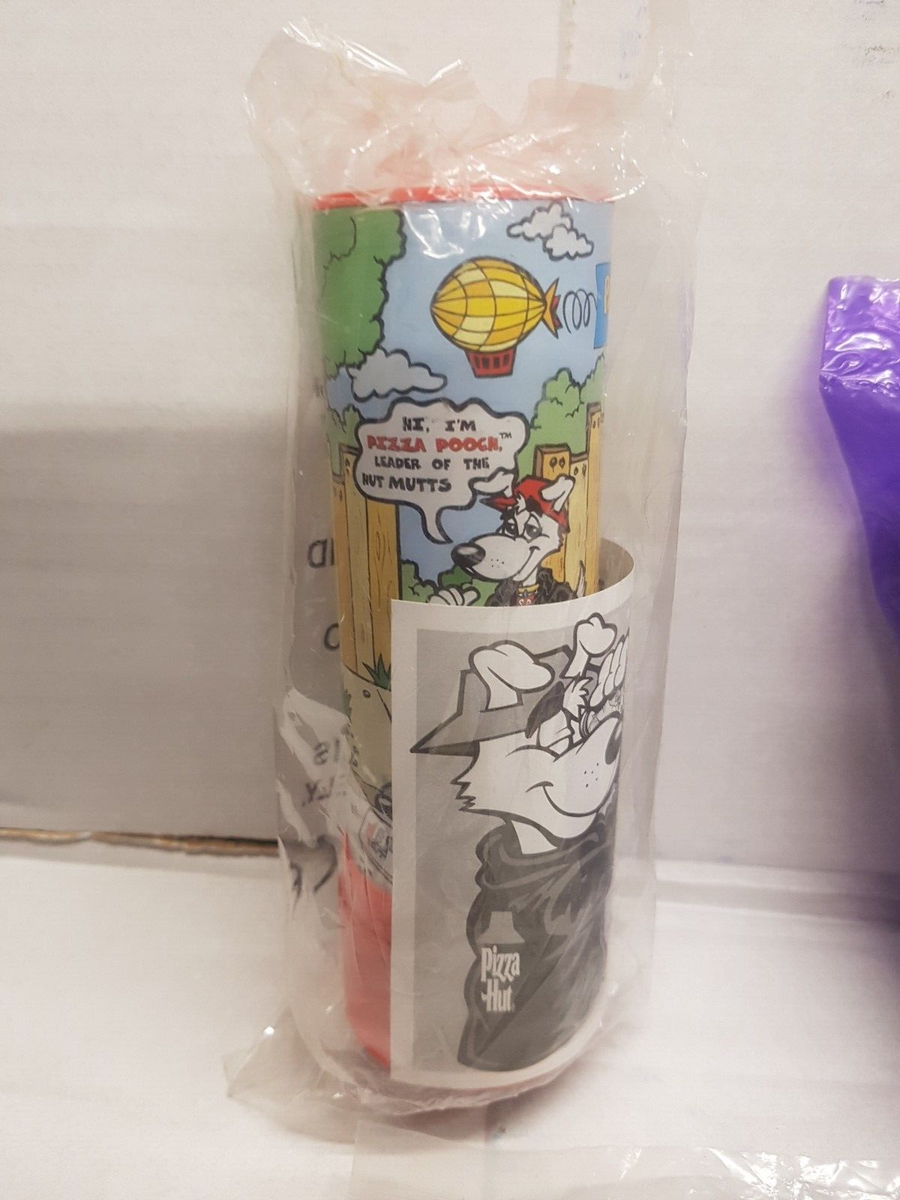 HI, I'M
PIZZA POOCH,™
LEADER OF THE
HUT MUTTS
Pizza
Hut